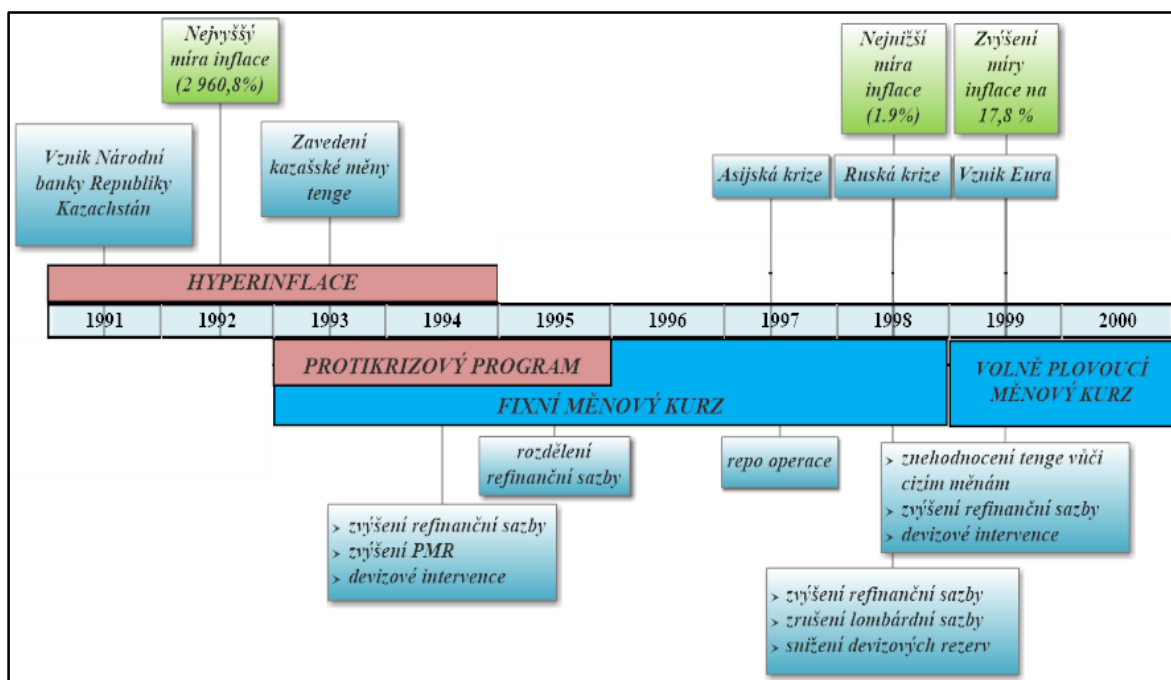 Nejvyššý
míra inflace
(2 960,8%)
Nejnižší
míra
inflace
(1.9%)
Zvýšení
míry
inflace na
17,8 %
Vznik Národní
banky Republiky
Kazachstán
Zavedení
kazašské měny
tenge
Asijská krize
Ruská krize
Vznik Eura
HYPERINFLACE
1991 1992 1993 1994 1995 1996 1997 1998 1999 2000
PROTIKRIZOVÝ PROGRAM
FIXNÍ MĚNOVÝ KURZ
VOLNĚ PLOVOUCÍ
MĚNOVÝ KURZ
rozdělení
refinanční sazby
repo operace
➢ znehodnocení tenge vůči
cizím měnám
➢ zvýšení refinanční sazby
➢ devizové intervence
➢ zvýšení refinanční sazby
➢ zvýšení PMR
➢ devizové intervence
➢ zvýšení refinanční sazby
➢ zrušení lombárdní sazby
➢ snížení devizových rezerv